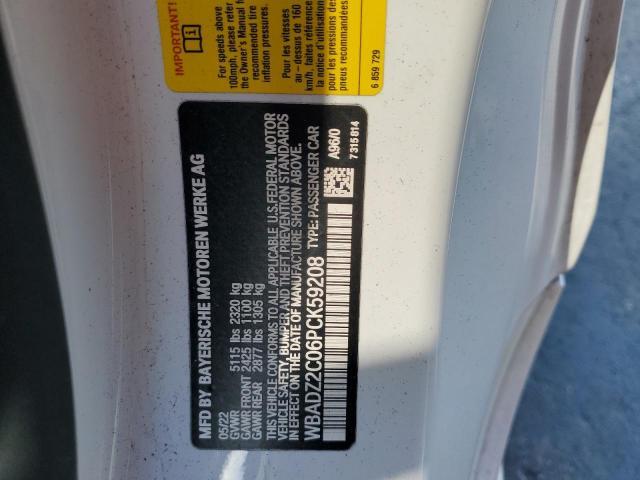 IMPORTANT!
For speeds above
100mph, please refer to
the Owner's Manual
recommended tire
inflation pressures.
Pour les vitesses
au - dessus de 160
km/h, faites référence
la notice d'utilisation
pour les pressions des
pneus recommandées
6 859 729
MFD BY BAYERISCHE MOTOREN WERKE AG
05/22
GVWR 5115 lbs 2320 kg
GAWR FRONT 2425 lbs 1100 kg
GAWR REAR 2877 lbs 1305 kg
VEHICLE CONFORMS TO ALL APPLICABLE U.S. FEDERAL MOTOR
VEHICLE SAFETY, BUMPER AND THEFT PREVENTION STANDARDS
IN EFFECT ON THE DATE OF MANUFACTURE SHOWN ABOVE.
WBADZ2C06PCK59208 TYPE: PASSENGER CAR
A96/0
7315814